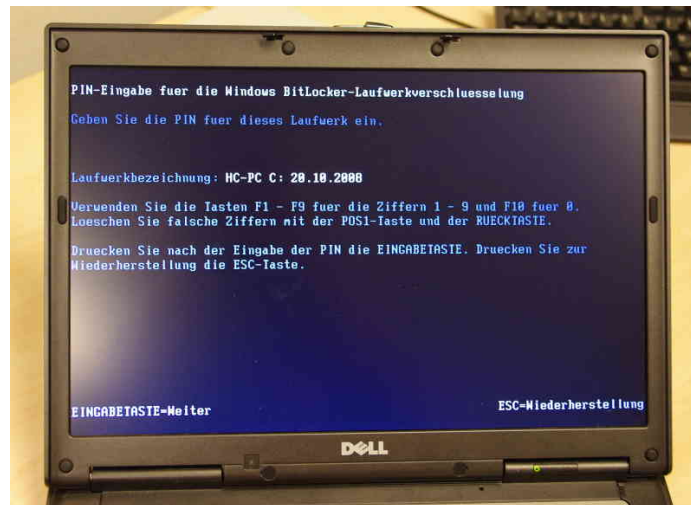 PIN-Eingabe fuer die Windows BitLocker-Laufwerkverschluesselung
Geben Sie die PIN fuer dieses Laufwerk ein.
Laufwerkbezeichnung: HC-PC C: 20.10.2008
Verwenden Sie die Tasten F1 - F9 fuer die Ziffern 1 - 9 und F10 fuer 0.
Loeschen Sie falsche Ziffern mit der POS1-Taste und der RUECKTASTE.
Druecken Sie nach der Eingabe der PIN die EINGABETASTE. Druecken Sie zur
Wiederherstellung die ESC-Taste.
EINGABETASTE=Weiter
ESC=Wiederherstellung
DELL